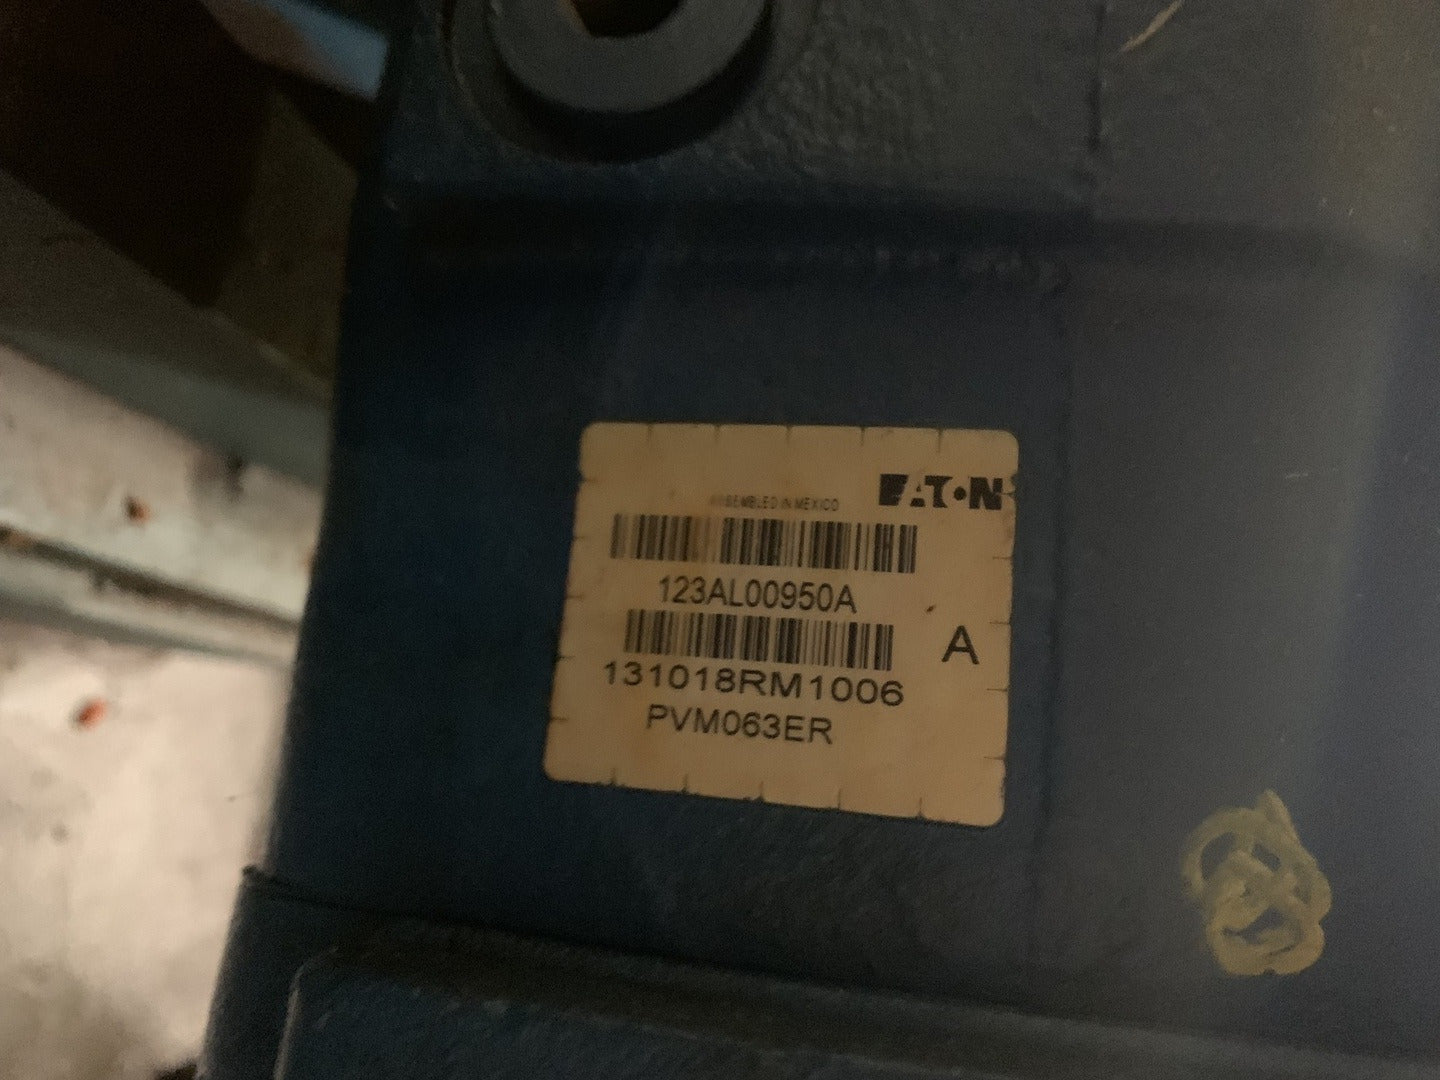 EATON
ASSEMBLED IN MEXICO
123AL00950A
A
131018RM1006
PVM063ER